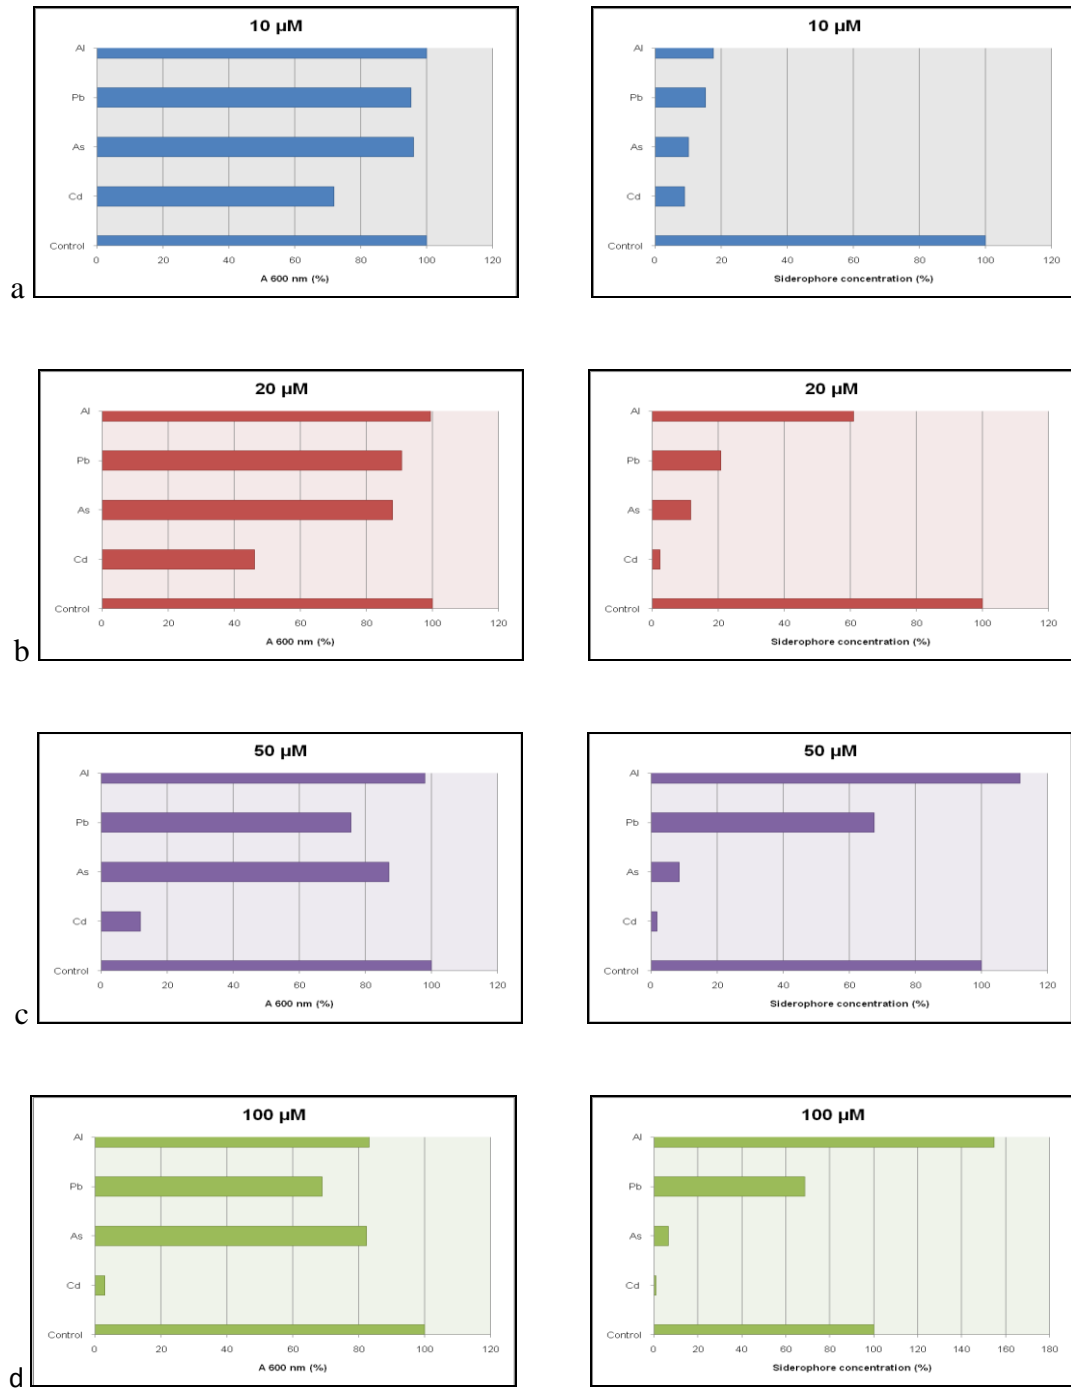 10 µM
Al
Pb
As
Cd
Control
0 20 40 60 80 100 120
A 600 nm (%)
10 µM
Al
Pb
As
Cd
Control
0 20 40 60 80 100 120
Siderophore concentration (%)
a
20 µM
Al
Pb
As
Cd
Control
0 20 40 60 80 100 120
A 600 nm (%)
20 µM
Al
Pb
As
Cd
Control
0 20 40 60 80 100 120
Siderophore concentration (%)
b
50 µM
Al
Pb
As
Cd
Control
0 20 40 60 80 100 120
A 600 nm (%)
50 µM
Al
Pb
As
Cd
Control
0 20 40 60 80 100 120
Siderophore concentration (%)
c
100 µM
Al
Pb
As
Cd
Control
0 20 40 60 80 100 120
A 600 nm (%)
100 µM
Al
Pb
As
Cd
Control
0 20 40 60 80 100 120 140 160 180
Siderophore concentration (%)
d